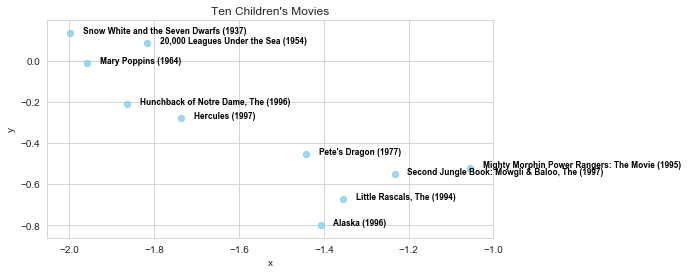 Ten Children's Movies
Snow White and the Seven Dwarfs (1937)
20,000 Leagues Under the Sea (1954)
Mary Poppins (1964)
Hunchback of Notre Dame, The (1996)
Hercules (1997)
Pete's Dragon (1977)
Mighty Morphin Power Rangers: The Movie (1995)
Second Jungle Book: Mowgli & Baloo, The (1997)
Little Rascals, The (1994)
Alaska (1996)
0.0
−0.2
−0.4
−0.6
−0.8
y
−2.0 −1.8 −1.6 −1.4 −1.2 −1.0
x